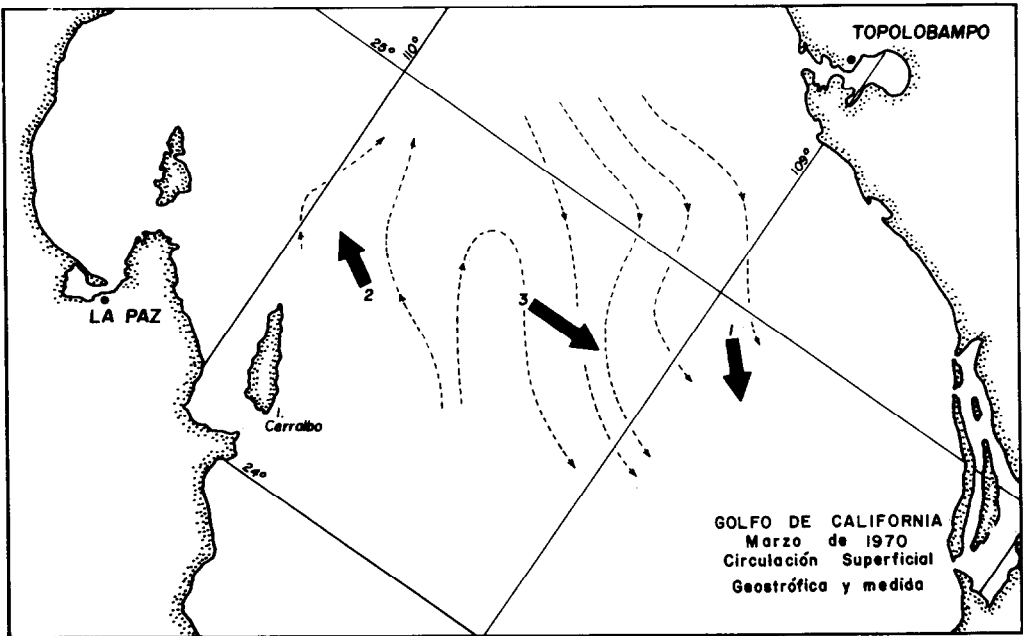 TOPOLOBAMPO
25°
110°
109°
2
3
1
LA PAZ
I.
Cerralbo
24°
GOLFO DE CALIFORNIA
Marzo de 1970
Circulación Superficial
Geostrófica y medida